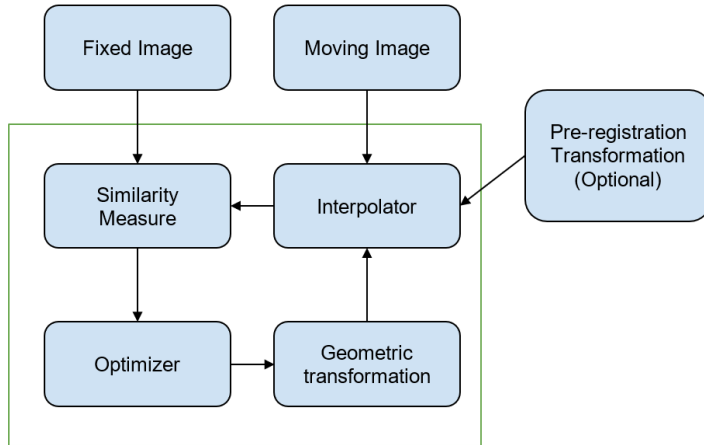 Fixed Image
Moving Image
Pre-registration
Transformation
(Optional)
Similarity
Measure
Interpolator
Optimizer
Geometric
transformation